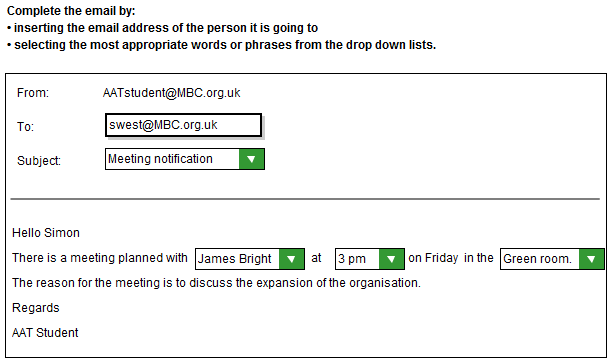 Complete the email by:
• inserting the email address of the person it is going to
• selecting the most appropriate words or phrases from the drop down lists.
From: AATstudent@MBC.org.uk
To: swest@MBC.org.uk
Subject: Meeting notification
Hello Simon
There is a meeting planned with James Bright at 3 pm on Friday in the Green room.
The reason for the meeting is to discuss the expansion of the organisation.
Regards
AAT Student